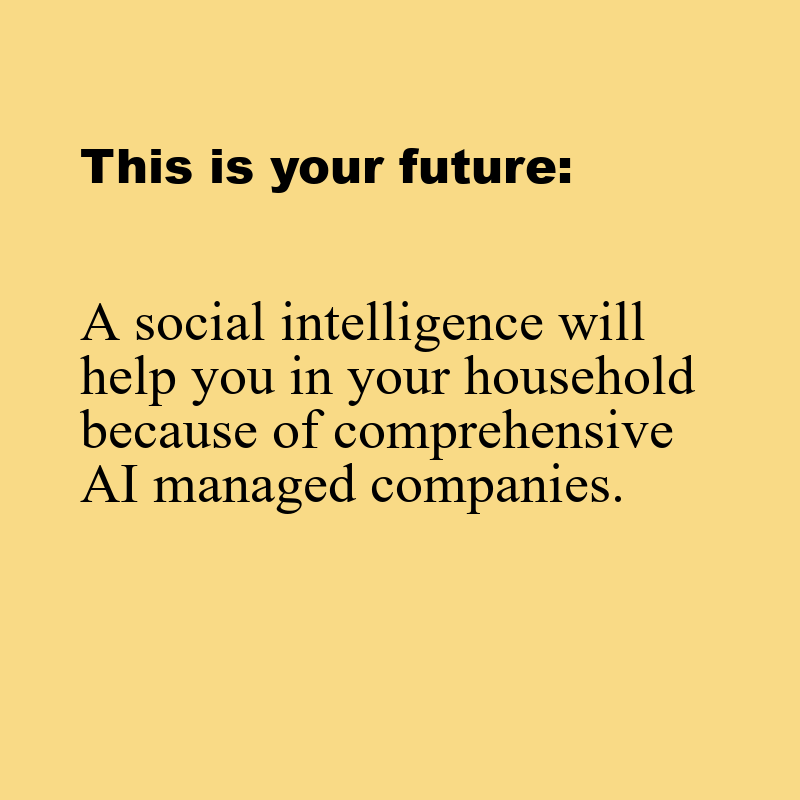 This is your future:
A social intelligence will
help you in your household
because of comprehensive
AI managed companies.